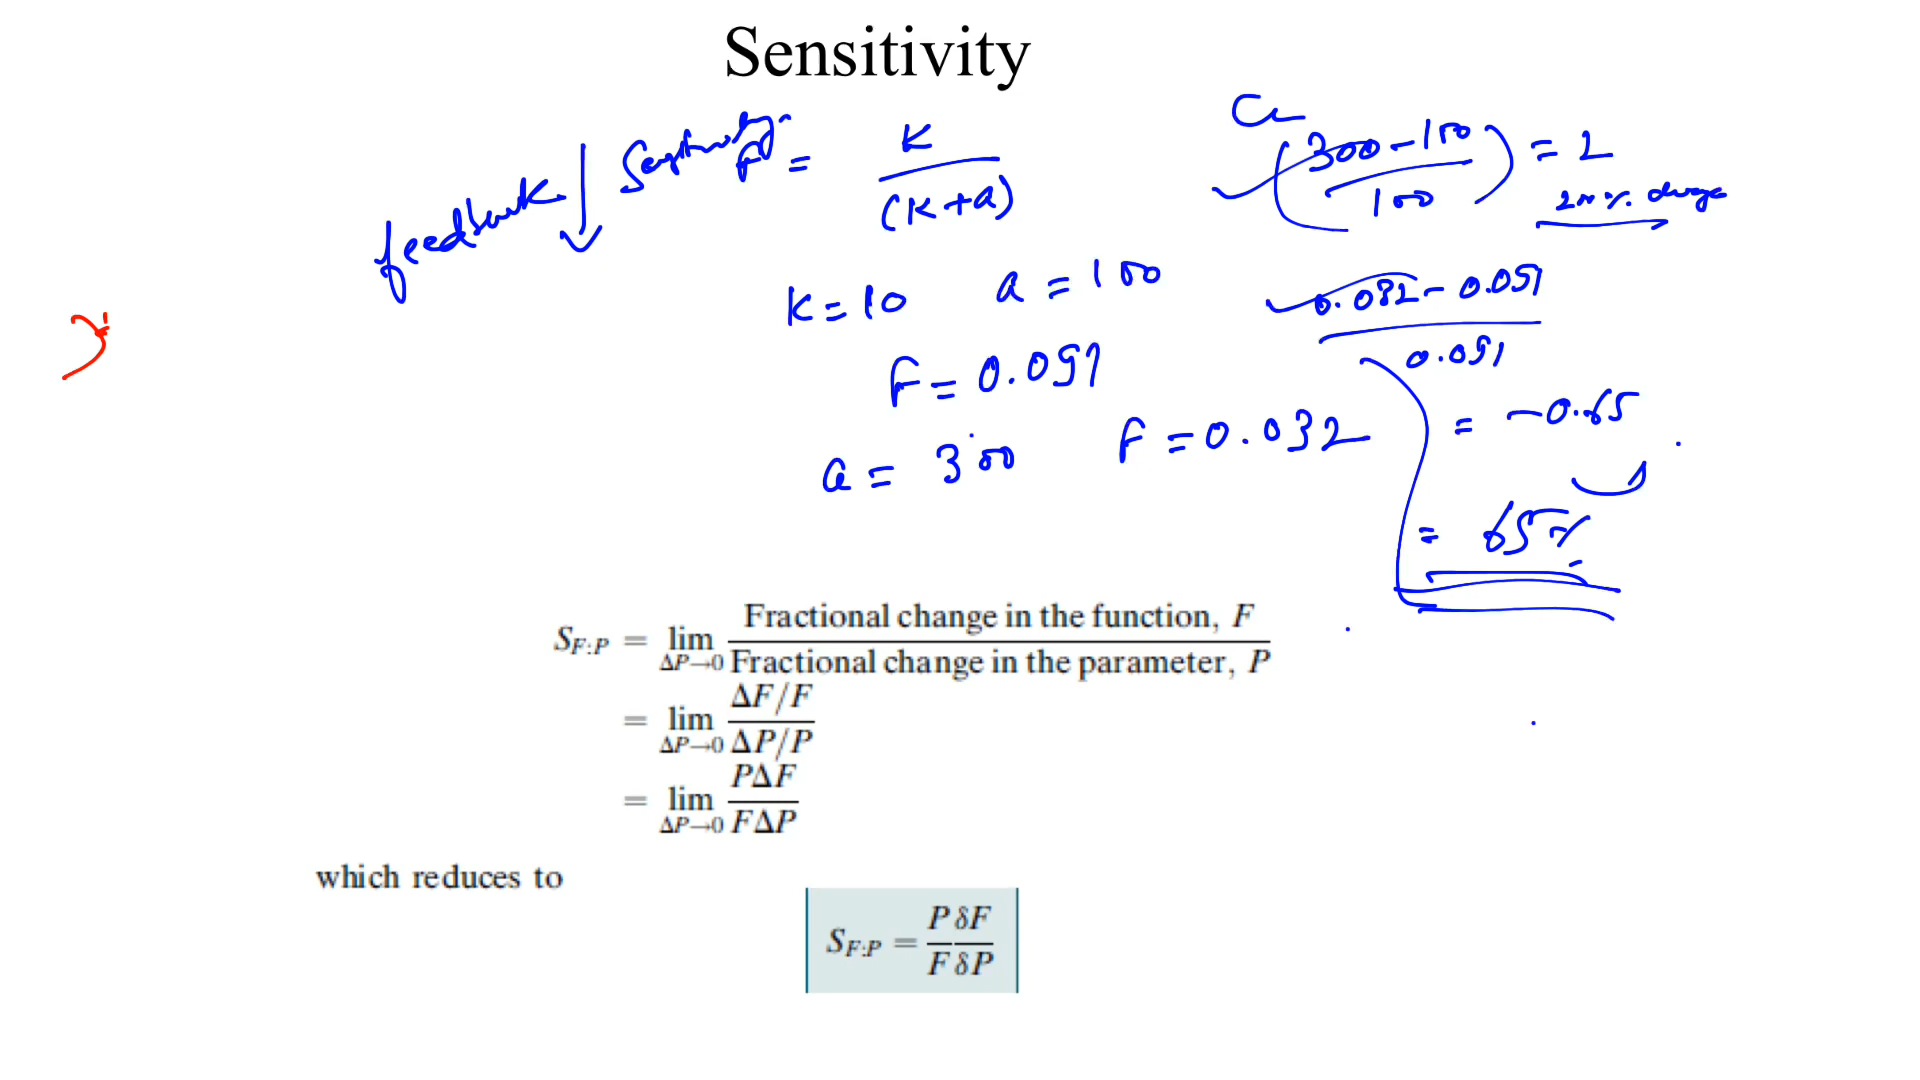 Sensitivity
feedback ↓ Sensitivity
F = K / (K+a)
(300-100 / 100) = 2
200 % change
K=10 a = 100
0.032 - 0.091 / 0.091
F = 0.091
= -0.65
a = 300 F = 0.032
= 65%
S_{F:P} = lim_{ΔP→0} Fractional change in the function, F / Fractional change in the parameter, P
= lim_{ΔP→0} ΔF/F / ΔP/P
= lim_{ΔP→0} PΔF / FΔP
which reduces to
S_{F:P} = P/F δF/δP